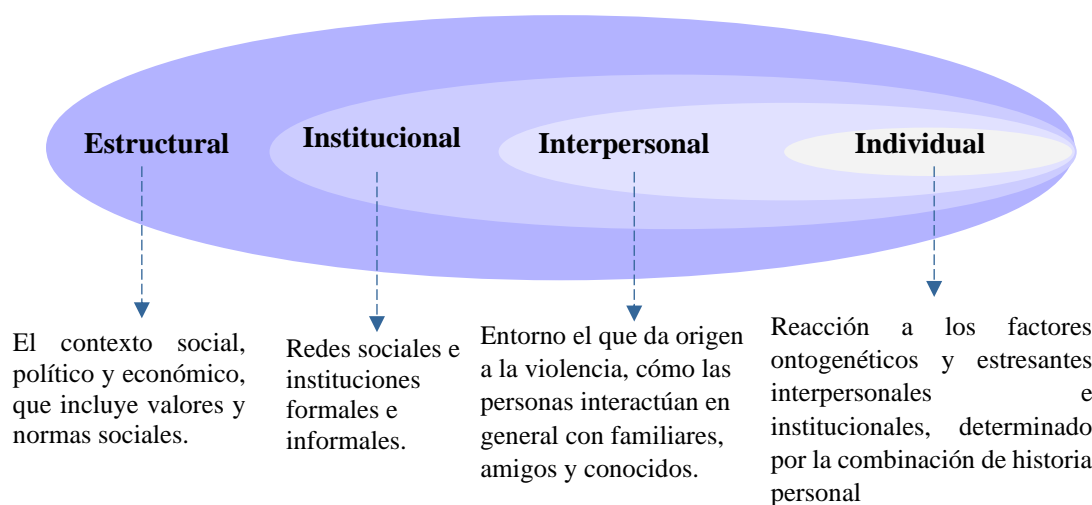 Estructural
Institucional
Interpersonal
Individual
El contexto social,
político y económico,
que incluye valores y
normas sociales.
Redes sociales e
instituciones
formales e
informales.
Entorno el que da origen
a la violencia, cómo las
personas interactúan en
general con familiares,
amigos y conocidos.
Reacción a los factores
ontogenéticos y estresantes
interpersonales e
institucionales, determinado
por la combinación de historia
personal